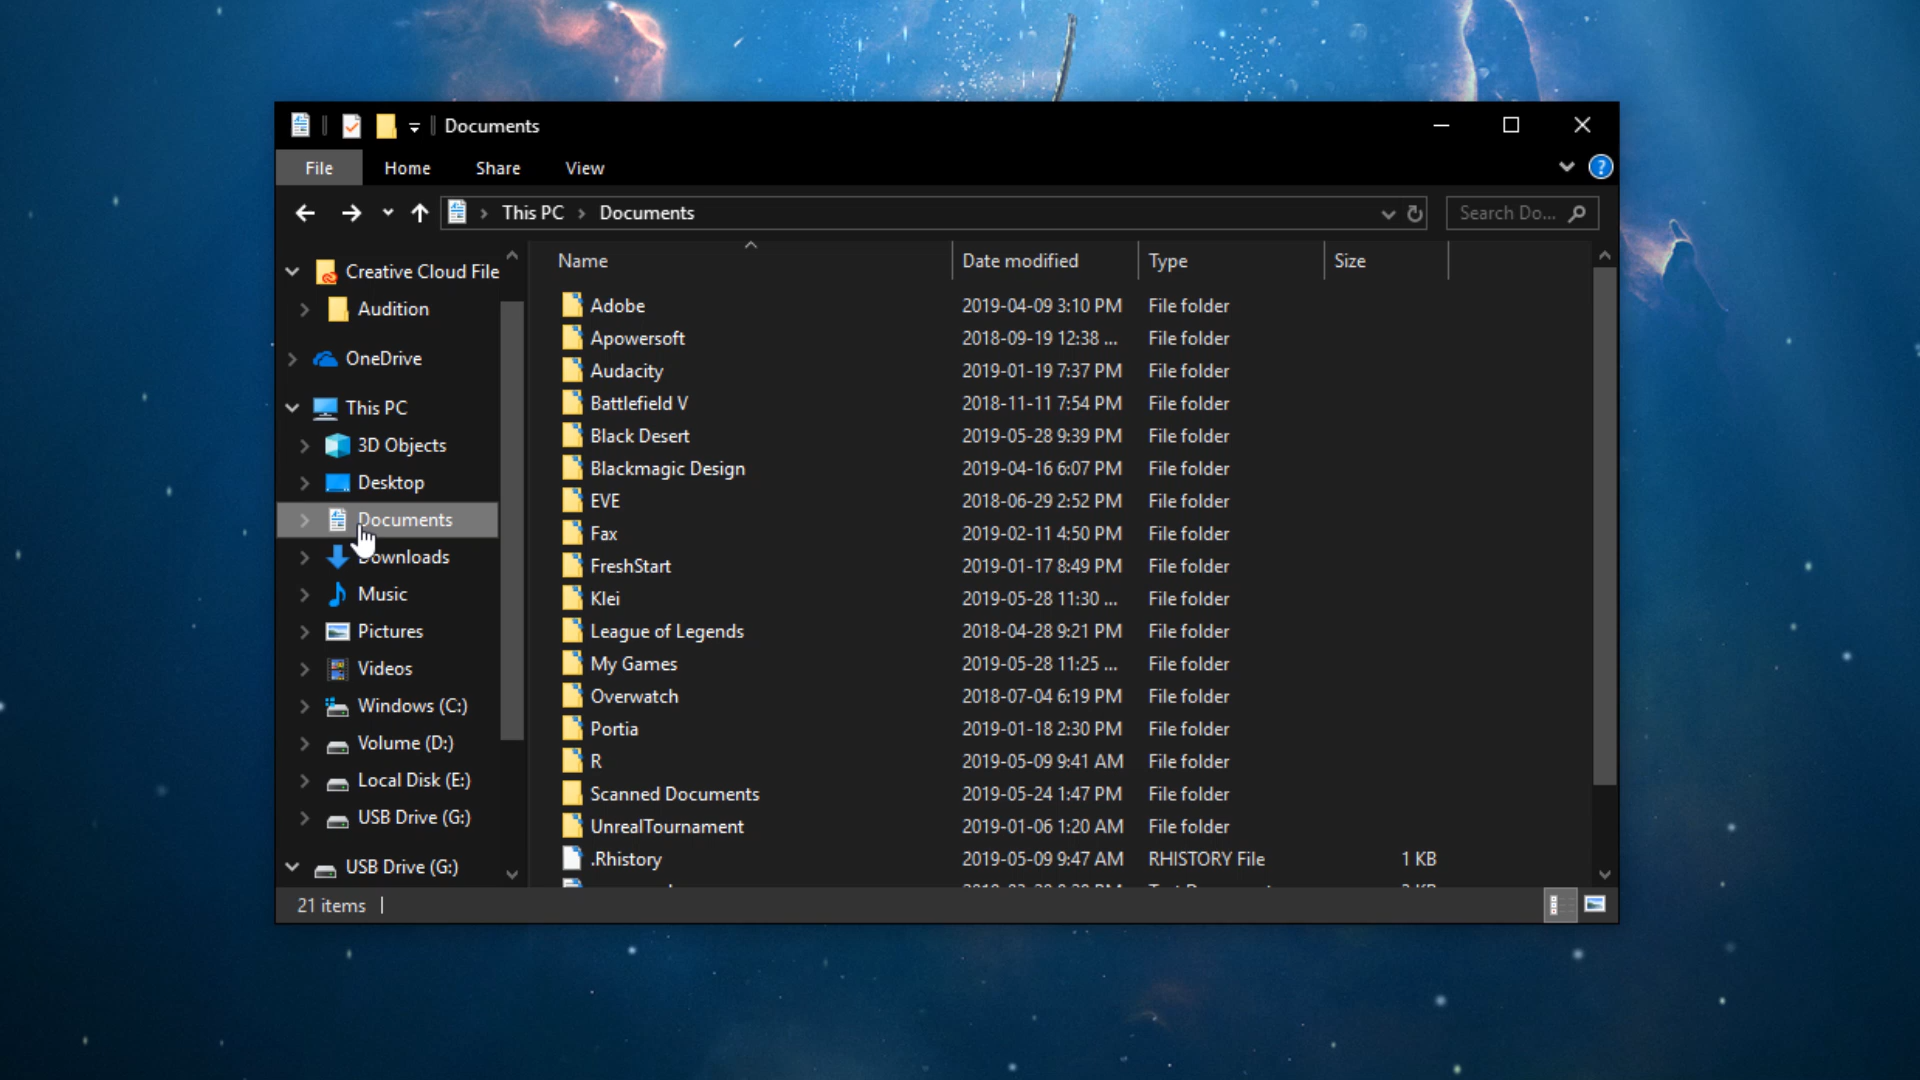 Documents
File Home Share View
This PC > Documents
Search Do...
Creative Cloud File
Audition
OneDrive
This PC
3D Objects
Desktop
Documents
Downloads
Music
Pictures
Videos
Windows (C:)
Volume (D:)
Local Disk (E:)
USB Drive (G:)
USB Drive (G:)
Name Date modified Type Size
Adobe 2019-04-09 3:10 PM File folder
Apowersoft 2018-09-19 12:38 ... File folder
Audacity 2019-01-19 7:37 PM File folder
Battlefield V 2018-11-11 7:54 PM File folder
Black Desert 2019-05-28 9:39 PM File folder
Blackmagic Design 2019-04-16 6:07 PM File folder
EVE 2018-06-29 2:52 PM File folder
Fax 2019-02-11 4:50 PM File folder
FreshStart 2019-01-17 8:49 PM File folder
Klei 2019-05-28 11:30 ... File folder
League of Legends 2018-04-28 9:21 PM File folder
My Games 2019-05-28 11:25 ... File folder
Overwatch 2018-07-04 6:19 PM File folder
Portia 2019-01-18 2:30 PM File folder
R 2019-05-09 9:41 AM File folder
Scanned Documents 2019-05-24 1:47 PM File folder
UnrealTournament 2019-01-06 1:20 AM File folder
.Rhistory 2019-05-09 9:47 AM RHISTORY File 1 KB
21 items